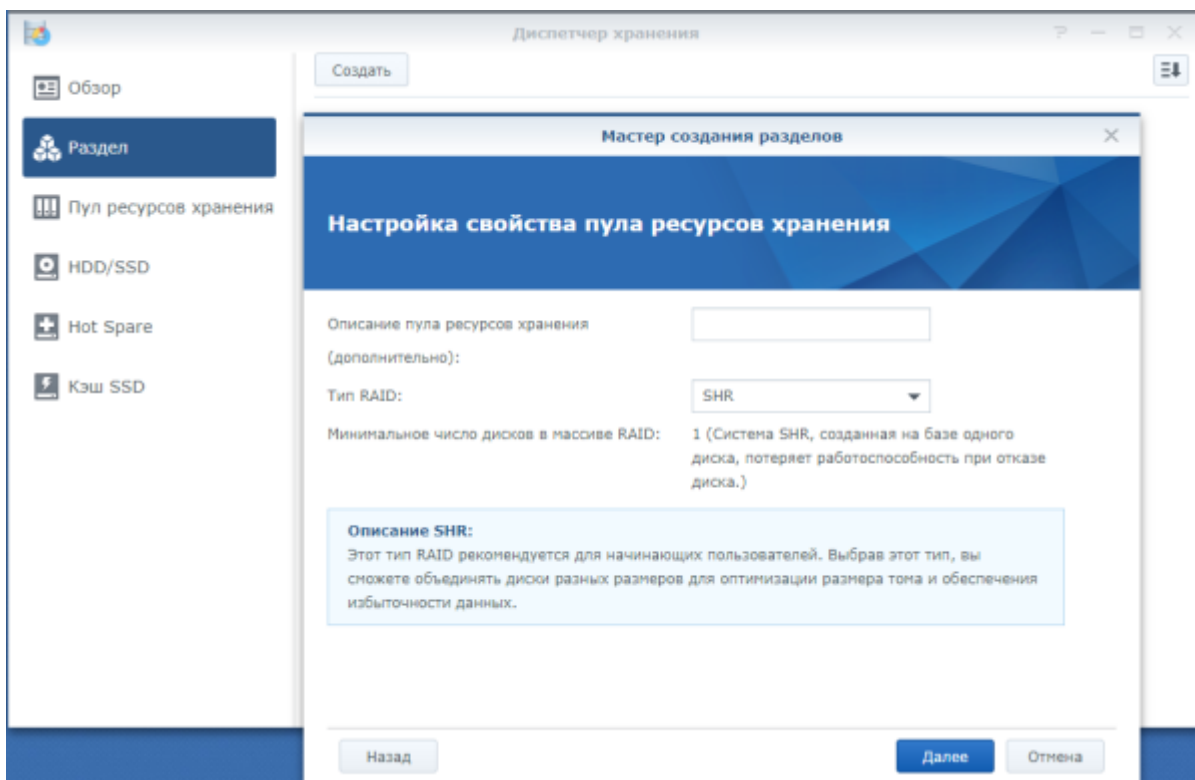 Диспетчер хранения
Создать
Обзор
Раздел
Пул ресурсов хранения
HDD/SSD
Hot Spare
Кэш SSD
Мастер создания разделов
Настройка свойства пула ресурсов хранения
Описание пула ресурсов хранения
(дополнительно):
Тип RAID:
SHR
Минимальное число дисков в массиве RAID:
1 (Система SHR, созданная на базе одного
диска, потеряет работоспособность при отказе
диска.)
Описание SHR:
Этот тип RAID рекомендуется для начинающих пользователей. Выбрав этот тип, вы
сможете объединять диски разных размеров для оптимизации размера тома и обеспечения
избыточности данных.
Назад
Далее
Отмена